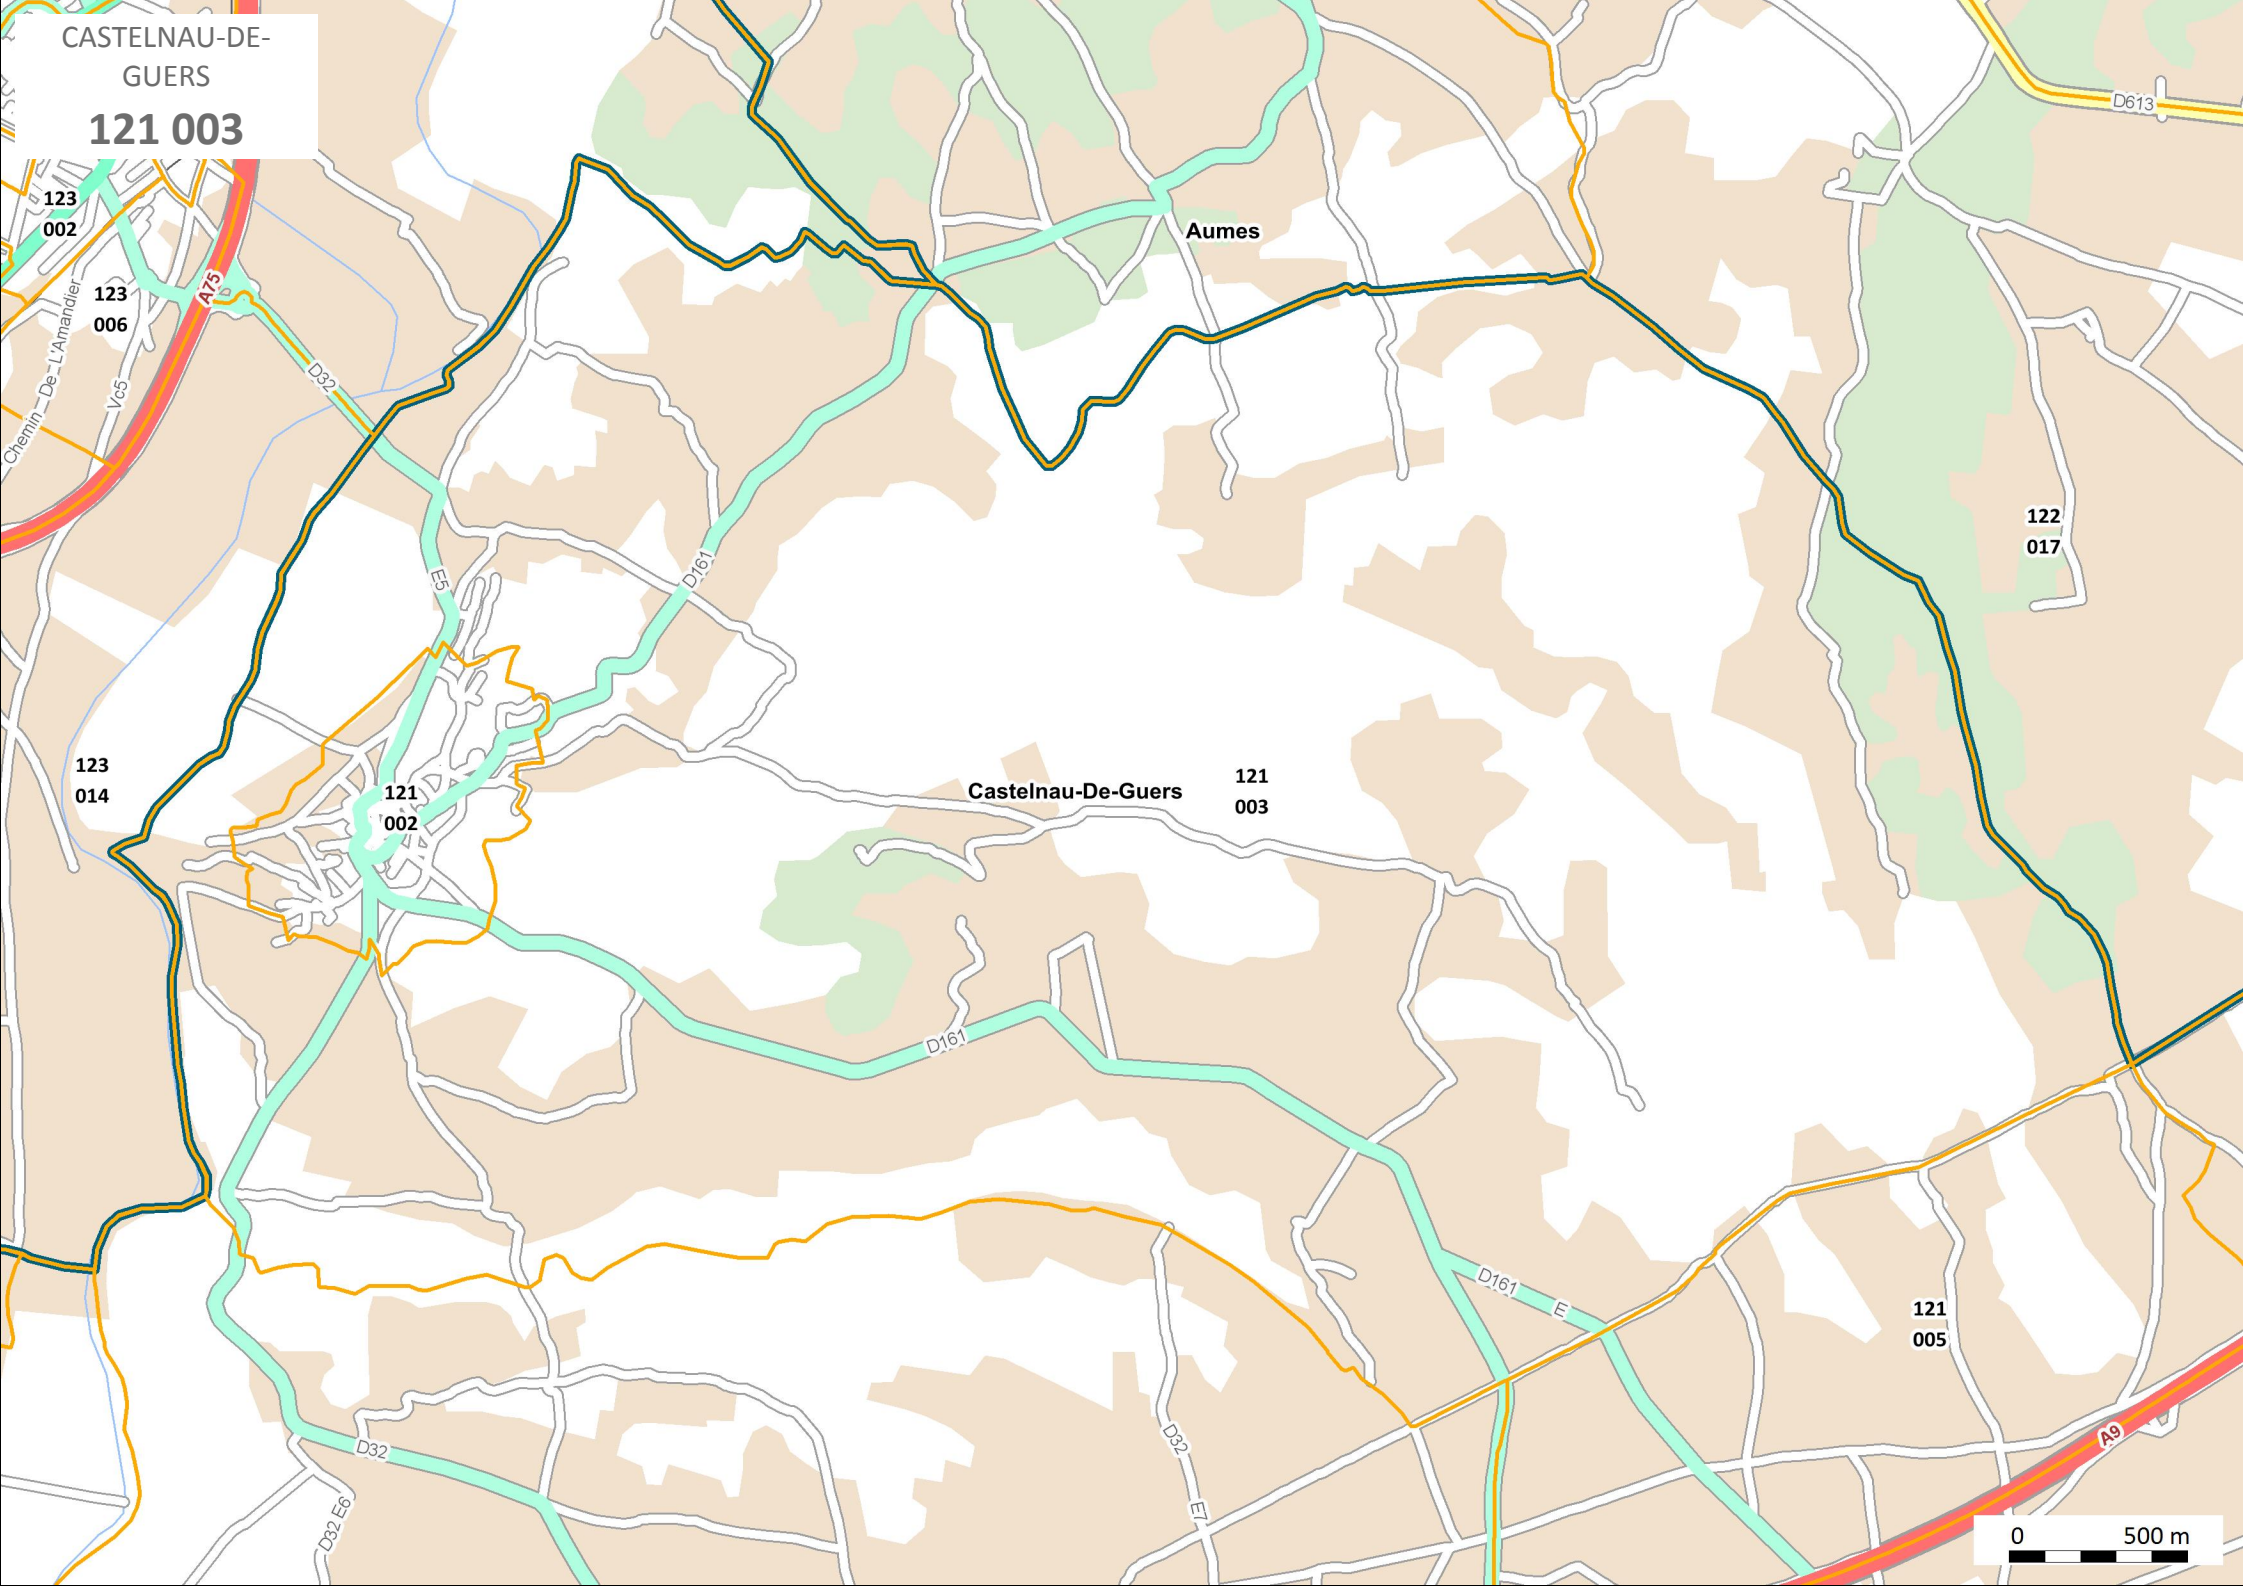 CASTELNAU-DE-
GUERS
121 003
D613
123
002
Aumes
A75
123
006
Chemin - De - L'Amandier
Vc5
D32
122
017
D161
E5
123
014
121
002
Castelnau-De-Guers
121
003
D161
D161
E
121
005
D32
D32
E7
D32 E6
A9
0 500 m